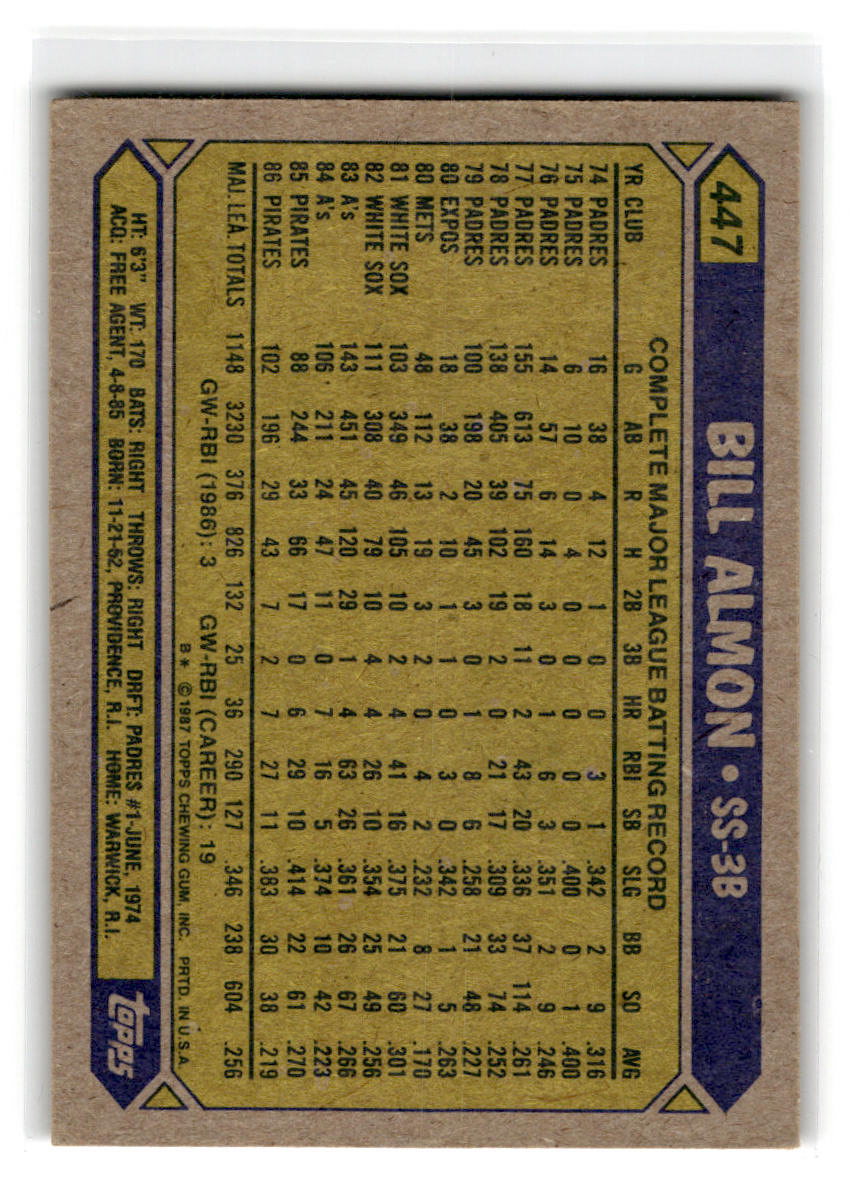 447
BILL ALMON • SS-3B
COMPLETE MAJOR LEAGUE BATTING RECORD
YR CLUB G AB R H 2B 3B HR RBI SB SLG BB SO AVG
74 PADRES 16 38 4 12 1 0 0 3 1 .342 2 9 .316
75 PADRES 6 10 0 4 0 0 0 0 0 .400 0 1 .400
76 PADRES 14 57 6 14 3 0 1 6 3 .351 2 9 .246
77 PADRES 155 613 75 160 18 11 2 43 20 .336 37 114 .261
78 PADRES 138 405 39 102 19 2 0 21 17 .309 33 74 .252
79 PADRES 100 198 20 45 3 0 1 8 6 .258 21 48 .227
80 EXPOS 18 38 2 10 1 1 0 3 0 .342 1 5 .263
80 METS 48 112 13 19 3 2 0 4 2 .232 8 27 .170
81 WHITE SOX 103 349 46 105 10 2 4 41 16 .375 21 60 .301
82 WHITE SOX 111 308 40 79 10 4 4 26 10 .354 25 49 .256
83 A's 143 451 45 120 29 1 4 63 26 .361 26 67 .266
84 A's 106 211 24 47 11 0 7 16 5 .374 10 42 .223
85 PIRATES 88 244 33 66 17 0 6 29 10 .414 22 61 .270
86 PIRATES 102 196 29 43 7 2 7 27 11 .383 30 38 .219
MAJ. LEA. TOTALS 1148 3230 376 826 132 25 36 290 127 .346 238 604 .256
GW-RBI (1986): 3 GW-RBI (CAREER): 19
B* © 1987 TOPPS CHEWING GUM, INC. PRTD. IN U.S.A.
HT: 6'3" WT: 170 BATS: RIGHT THROWS: RIGHT DRFT: PADRES #1-JUNE, 1974
ACQ: FREE AGENT, 4-8-85 BORN: 11-21-52, PROVIDENCE, R.I. HOME: WARWICK, R.I.
topps